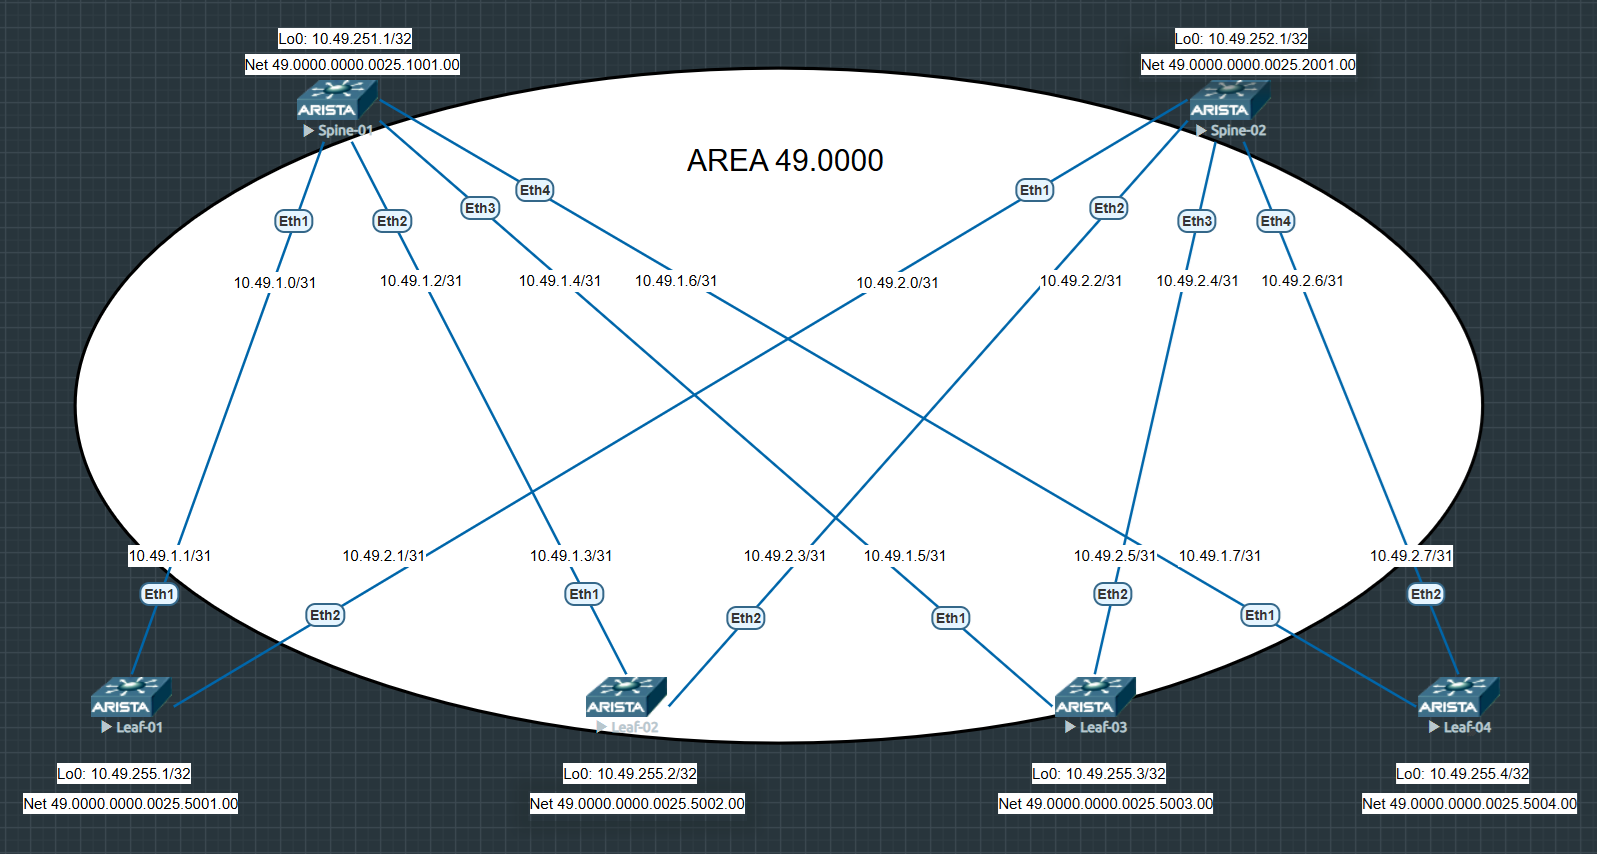 Lo0: 10.49.251.1/32
Net 49.0000.0000.0025.1001.00
ARISTA
Spine-01
Lo0: 10.49.252.1/32
Net 49.0000.0000.0025.2001.00
ARISTA
Spine-02
AREA 49.0000
Eth1
Eth2
Eth3
Eth4
Eth1
Eth2
Eth3
Eth4
10.49.1.0/31
10.49.1.2/31
10.49.1.4/31
10.49.1.6/31
10.49.2.0/31
10.49.2.2/31
10.49.2.4/31
10.49.2.6/31
10.49.1.1/31
10.49.2.1/31
10.49.1.3/31
10.49.2.3/31
10.49.1.5/31
10.49.2.5/31
10.49.1.7/31
10.49.2.7/31
Eth1
Eth2
Eth1
Eth2
Eth1
Eth2
Eth1
Eth2
ARISTA
Leaf-01
ARISTA
Leaf-02
ARISTA
Leaf-03
ARISTA
Leaf-04
Lo0: 10.49.255.1/32
Net 49.0000.0000.0025.5001.00
Lo0: 10.49.255.2/32
Net 49.0000.0000.0025.5002.00
Lo0: 10.49.255.3/32
Net 49.0000.0000.0025.5003.00
Lo0: 10.49.255.4/32
Net 49.0000.0000.0025.5004.00